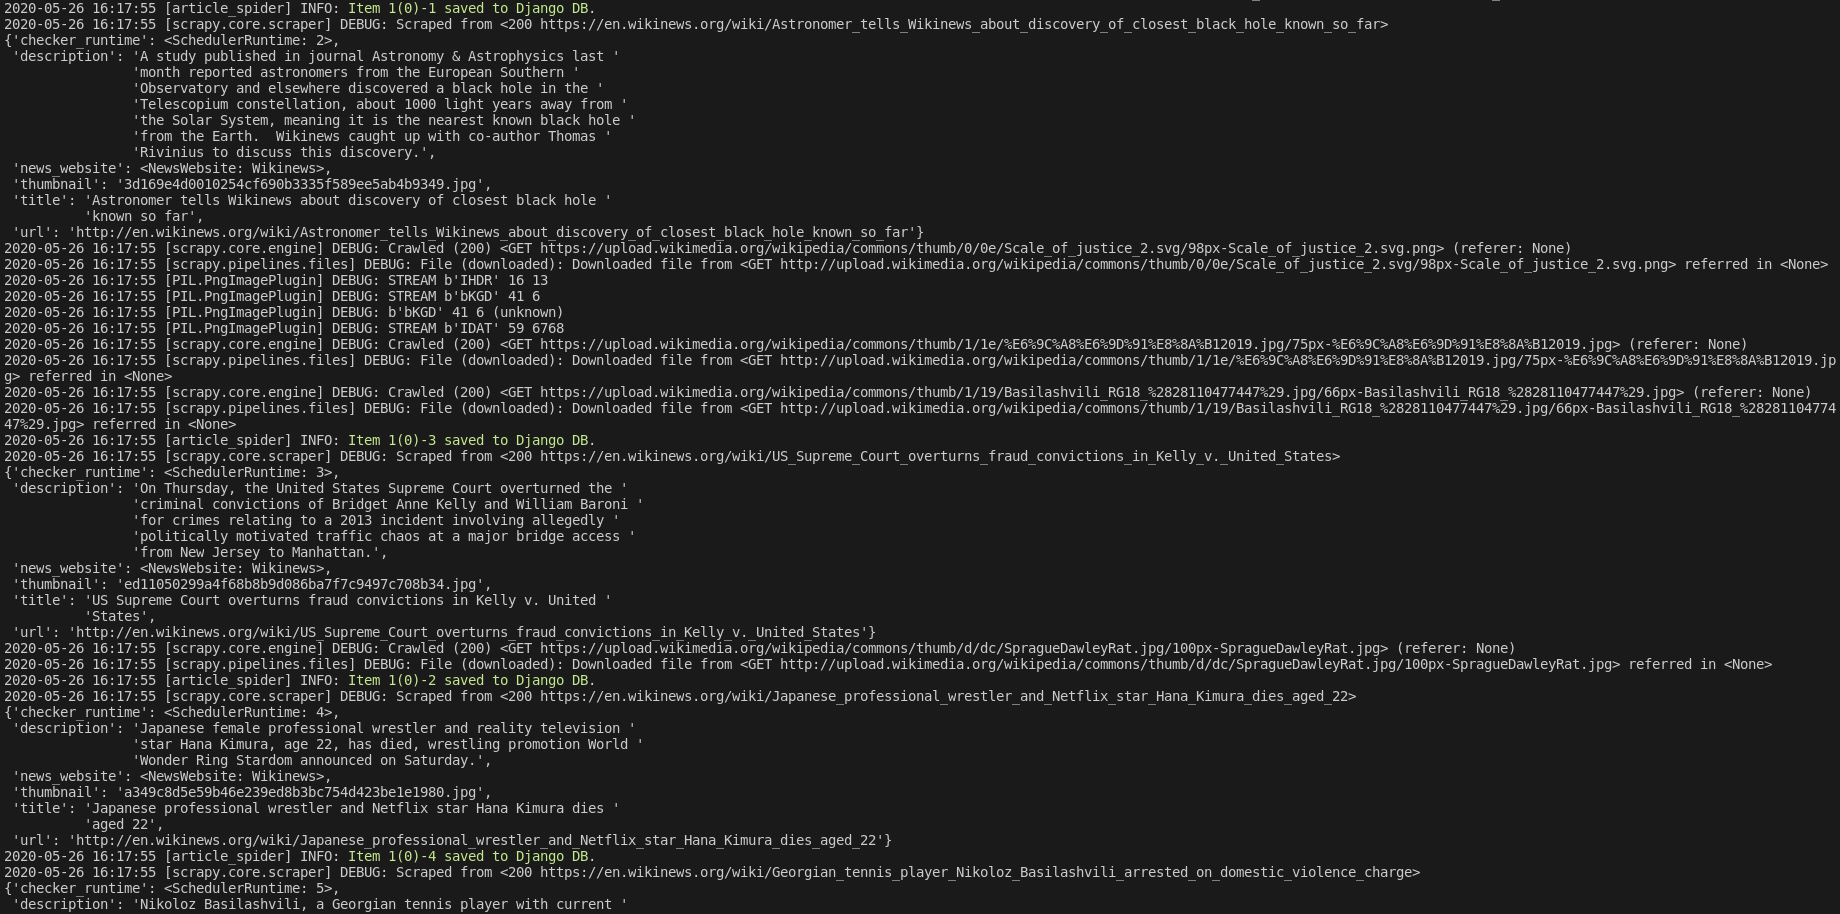 2020-05-26 16:17:55 [article_spider] INFO: Item 1(0)-1 saved to Django DB.
2020-05-26 16:17:55 [scrapy.core.scraper] DEBUG: Scraped from <200 https://en.wikinews.org/wiki/Astronomer_tells_Wikinews_about_discovery_of_closest_black_hole_known_so_far>
{'checker_runtime': <SchedulerRuntime: 2>,
 'description': 'A study published in journal Astronomy & Astrophysics last '
                'month reported astronomers from the European Southern '
                'Observatory and elsewhere discovered a black hole in the '
                'Telescopium constellation, about 1000 light years away from '
                'the Solar System, meaning it is the nearest known black hole '
                'from the Earth.  Wikinews caught up with co-author Thomas '
                'Rivinius to discuss this discovery.',
 'news_website': <NewsWebsite: Wikinews>,
 'thumbnail': '3d169e4d0010254cf690b3335f589ee5ab4b9349.jpg',
 'title': 'Astronomer tells Wikinews about discovery of closest black hole '
          'known so far',
 'url': 'http://en.wikinews.org/wiki/Astronomer_tells_Wikinews_about_discovery_of_closest_black_hole_known_so_far'}
2020-05-26 16:17:55 [scrapy.core.engine] DEBUG: Crawled (200) <GET https://upload.wikimedia.org/wikipedia/commons/thumb/0/0e/Scale_of_justice_2.svg/98px-Scale_of_justice_2.svg.png> (referer: None)
2020-05-26 16:17:55 [scrapy.pipelines.files] DEBUG: File (downloaded): Downloaded file from <GET http://upload.wikimedia.org/wikipedia/commons/thumb/0/0e/Scale_of_justice_2.svg/98px-Scale_of_justice_2.svg.png> referred in <None>
2020-05-26 16:17:55 [PIL.PngImagePlugin] DEBUG: STREAM b'IHDR' 16 13
2020-05-26 16:17:55 [PIL.PngImagePlugin] DEBUG: STREAM b'bKGD' 41 6
2020-05-26 16:17:55 [PIL.PngImagePlugin] DEBUG: b'bKGD' 41 6 (unknown)
2020-05-26 16:17:55 [PIL.PngImagePlugin] DEBUG: STREAM b'IDAT' 59 6768
2020-05-26 16:17:55 [scrapy.core.engine] DEBUG: Crawled (200) <GET https://upload.wikimedia.org/wikipedia/commons/thumb/1/1e/%E6%9C%A8%E6%9D%91%E8%8A%B12019.jpg/75px-%E6%9C%A8%E6%9D%91%E8%8A%B12019.jpg> (referer: None)
2020-05-26 16:17:55 [scrapy.pipelines.files] DEBUG: File (downloaded): Downloaded file from <GET http://upload.wikimedia.org/wikipedia/commons/thumb/1/1e/%E6%9C%A8%E6%9D%91%E8%8A%B12019.jpg/75px-%E6%9C%A8%E6%9D%91%E8%8A%B12019.jp
g> referred in <None>
2020-05-26 16:17:55 [scrapy.core.engine] DEBUG: Crawled (200) <GET https://upload.wikimedia.org/wikipedia/commons/thumb/1/19/Basilashvili_RG18_%2828110477447%29.jpg/66px-Basilashvili_RG18_%2828110477447%29.jpg> (referer: None)
2020-05-26 16:17:55 [scrapy.pipelines.files] DEBUG: File (downloaded): Downloaded file from <GET http://upload.wikimedia.org/wikipedia/commons/thumb/1/19/Basilashvili_RG18_%2828110477447%29.jpg/66px-Basilashvili_RG18_%28281104774
47%29.jpg> referred in <None>
2020-05-26 16:17:55 [article_spider] INFO: Item 1(0)-3 saved to Django DB.
2020-05-26 16:17:55 [scrapy.core.scraper] DEBUG: Scraped from <200 https://en.wikinews.org/wiki/US_Supreme_Court_overturns_fraud_convictions_in_Kelly_v._United_States>
{'checker_runtime': <SchedulerRuntime: 3>,
 'description': 'On Thursday, the United States Supreme Court overturned the '
                'criminal convictions of Bridget Anne Kelly and William Baroni '
                'for crimes relating to a 2013 incident involving allegedly '
                'politically motivated traffic chaos at a major bridge access '
                'from New Jersey to Manhattan.',
 'news_website': <NewsWebsite: Wikinews>,
 'thumbnail': 'ed11050299a4f68b8b9d086ba7f7c9497c708b34.jpg',
 'title': 'US Supreme Court overturns fraud convictions in Kelly v. United '
          'States',
 'url': 'http://en.wikinews.org/wiki/US_Supreme_Court_overturns_fraud_convictions_in_Kelly_v._United_States'}
2020-05-26 16:17:55 [scrapy.core.engine] DEBUG: Crawled (200) <GET https://upload.wikimedia.org/wikipedia/commons/thumb/d/dc/SpragueDawleyRat.jpg/100px-SpragueDawleyRat.jpg> (referer: None)
2020-05-26 16:17:55 [scrapy.pipelines.files] DEBUG: File (downloaded): Downloaded file from <GET http://upload.wikimedia.org/wikipedia/commons/thumb/d/dc/SpragueDawleyRat.jpg/100px-SpragueDawleyRat.jpg> referred in <None>
2020-05-26 16:17:55 [article_spider] INFO: Item 1(0)-2 saved to Django DB.
2020-05-26 16:17:55 [scrapy.core.scraper] DEBUG: Scraped from <200 https://en.wikinews.org/wiki/Japanese_professional_wrestler_and_Netflix_star_Hana_Kimura_dies_aged_22>
{'checker_runtime': <SchedulerRuntime: 4>,
 'description': 'Japanese female professional wrestler and reality television '
                'star Hana Kimura, age 22, has died, wrestling promotion World '
                'Wonder Ring Stardom announced on Saturday.',
 'news_website': <NewsWebsite: Wikinews>,
 'thumbnail': 'a349c8d5e59b46e239ed8b3bc754d423be1e1980.jpg',
 'title': 'Japanese professional wrestler and Netflix star Hana Kimura dies '
          'aged 22',
 'url': 'http://en.wikinews.org/wiki/Japanese_professional_wrestler_and_Netflix_star_Hana_Kimura_dies_aged_22'}
2020-05-26 16:17:55 [article_spider] INFO: Item 1(0)-4 saved to Django DB.
2020-05-26 16:17:55 [scrapy.core.scraper] DEBUG: Scraped from <200 https://en.wikinews.org/wiki/Georgian_tennis_player_Nikoloz_Basilashvili_arrested_on_domestic_violence_charge>
{'checker_runtime': <SchedulerRuntime: 5>,
 'description': 'Nikoloz Basilashvili, a Georgian tennis player with current '